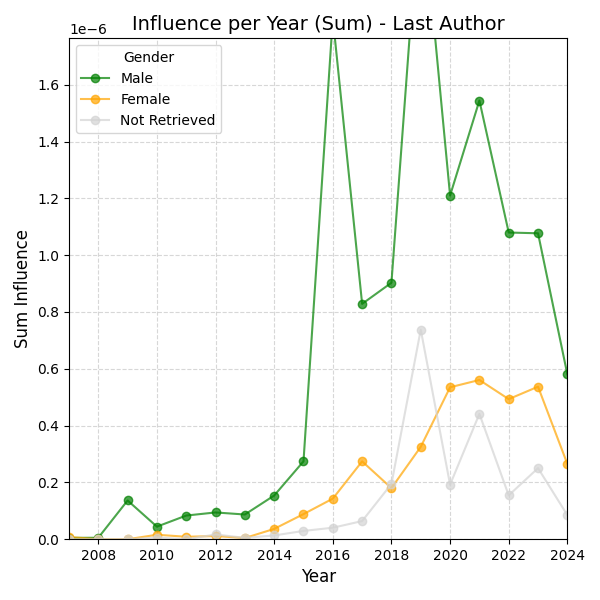 Influence per Year (Sum) - Last Author
1e−6
Gender
Male
Female
Not Retrieved
Sum Influence
1.6
1.4
1.2
1.0
0.8
0.6
0.4
0.2
0.0
2008 2010 2012 2014 2016 2018 2020 2022 2024
Year